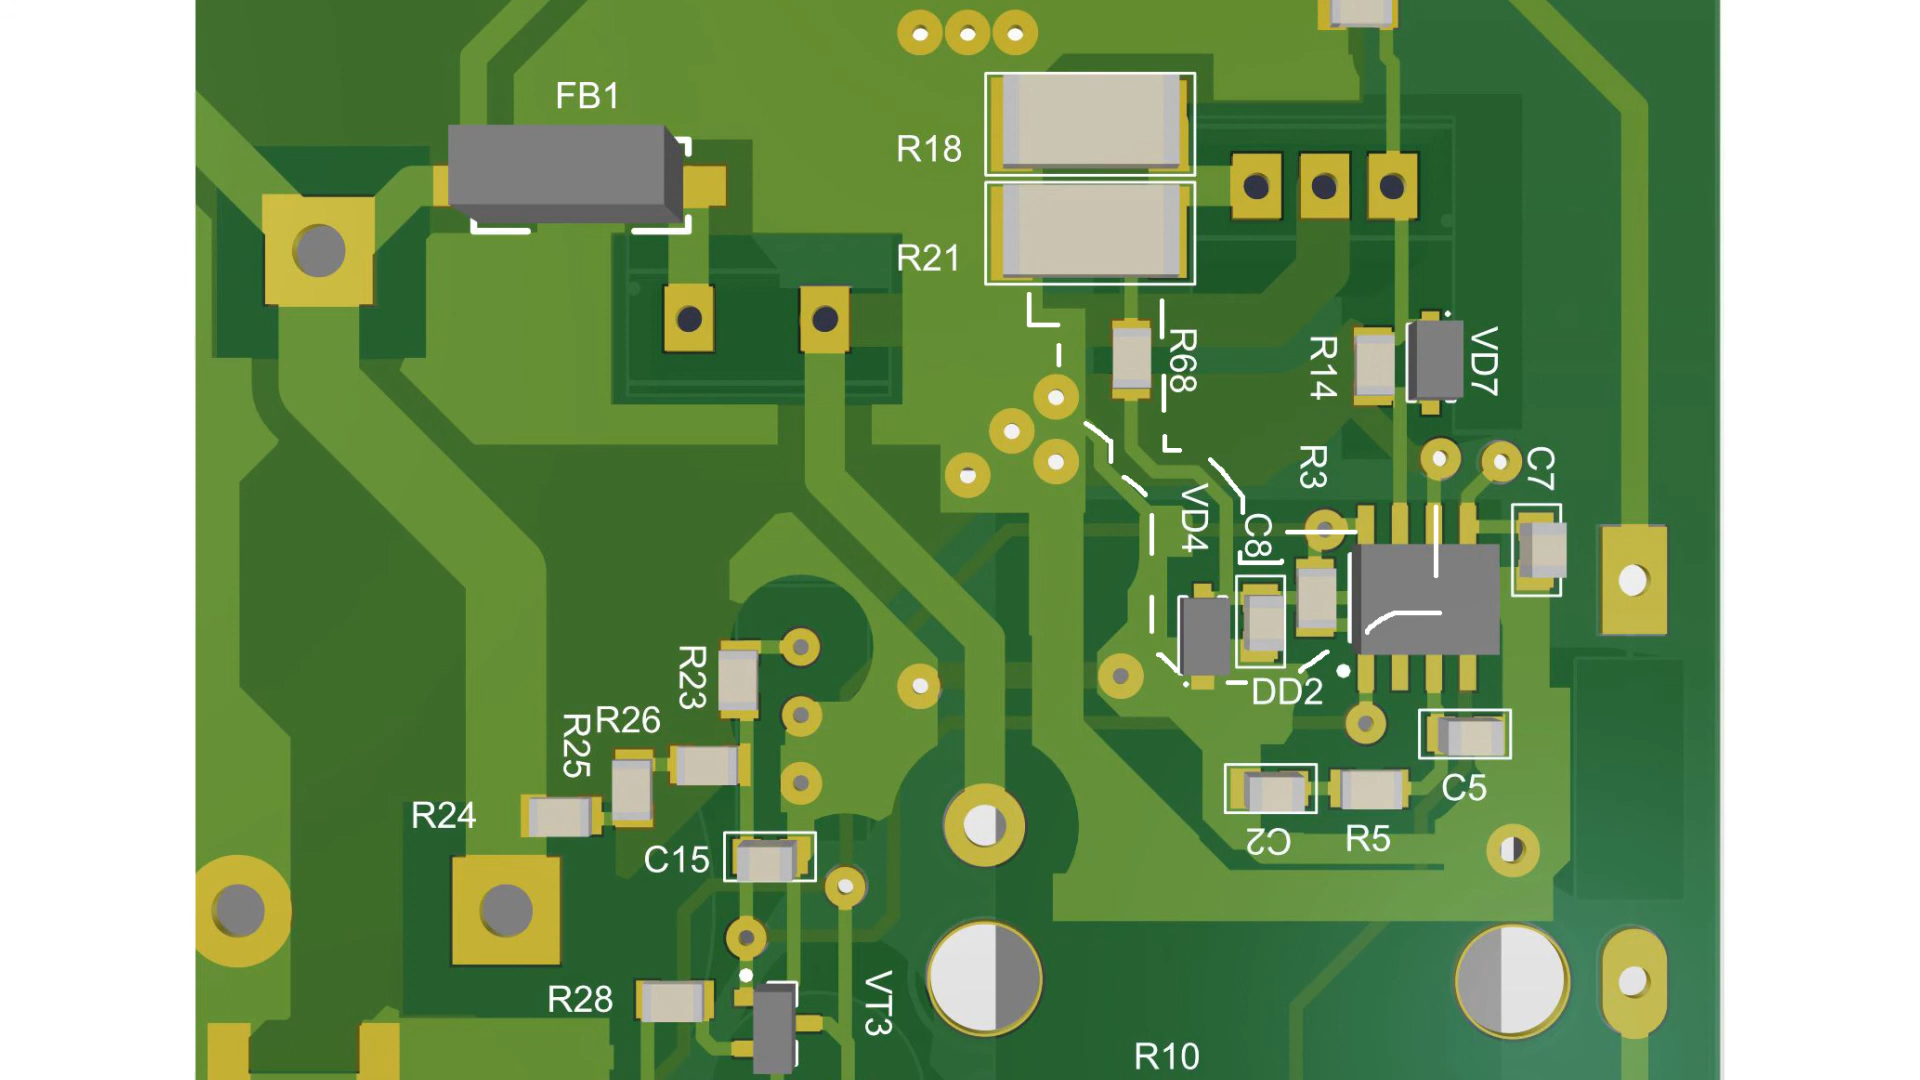 FB1
R18
R21
R68
R14
VD7
R3
C7
VD4
C8
R23
DD2
R26
R25
C5
R24
C2
R5
C15
VT3
R28
R10